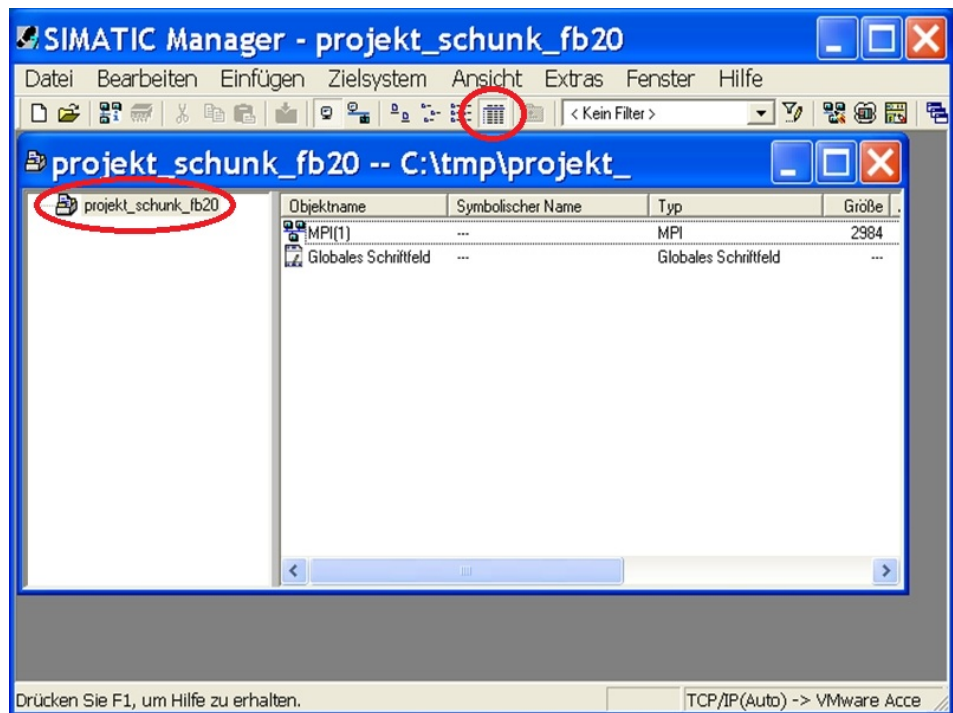 SIMATIC Manager - projekt_schunk_fb20
Datei Bearbeiten Einfügen Zielsystem Ansicht Extras Fenster Hilfe
< Kein Filter >
projekt_schunk_fb20 -- C:\tmp\projekt_
projekt_schunk_fb20
Objektname Symbolischer Name Typ Größe
MPI(1) --- MPI 2984
Globales Schriftfeld --- Globales Schriftfeld ---
Drücken Sie F1, um Hilfe zu erhalten. TCP/IP(Auto) -> VMware Acce